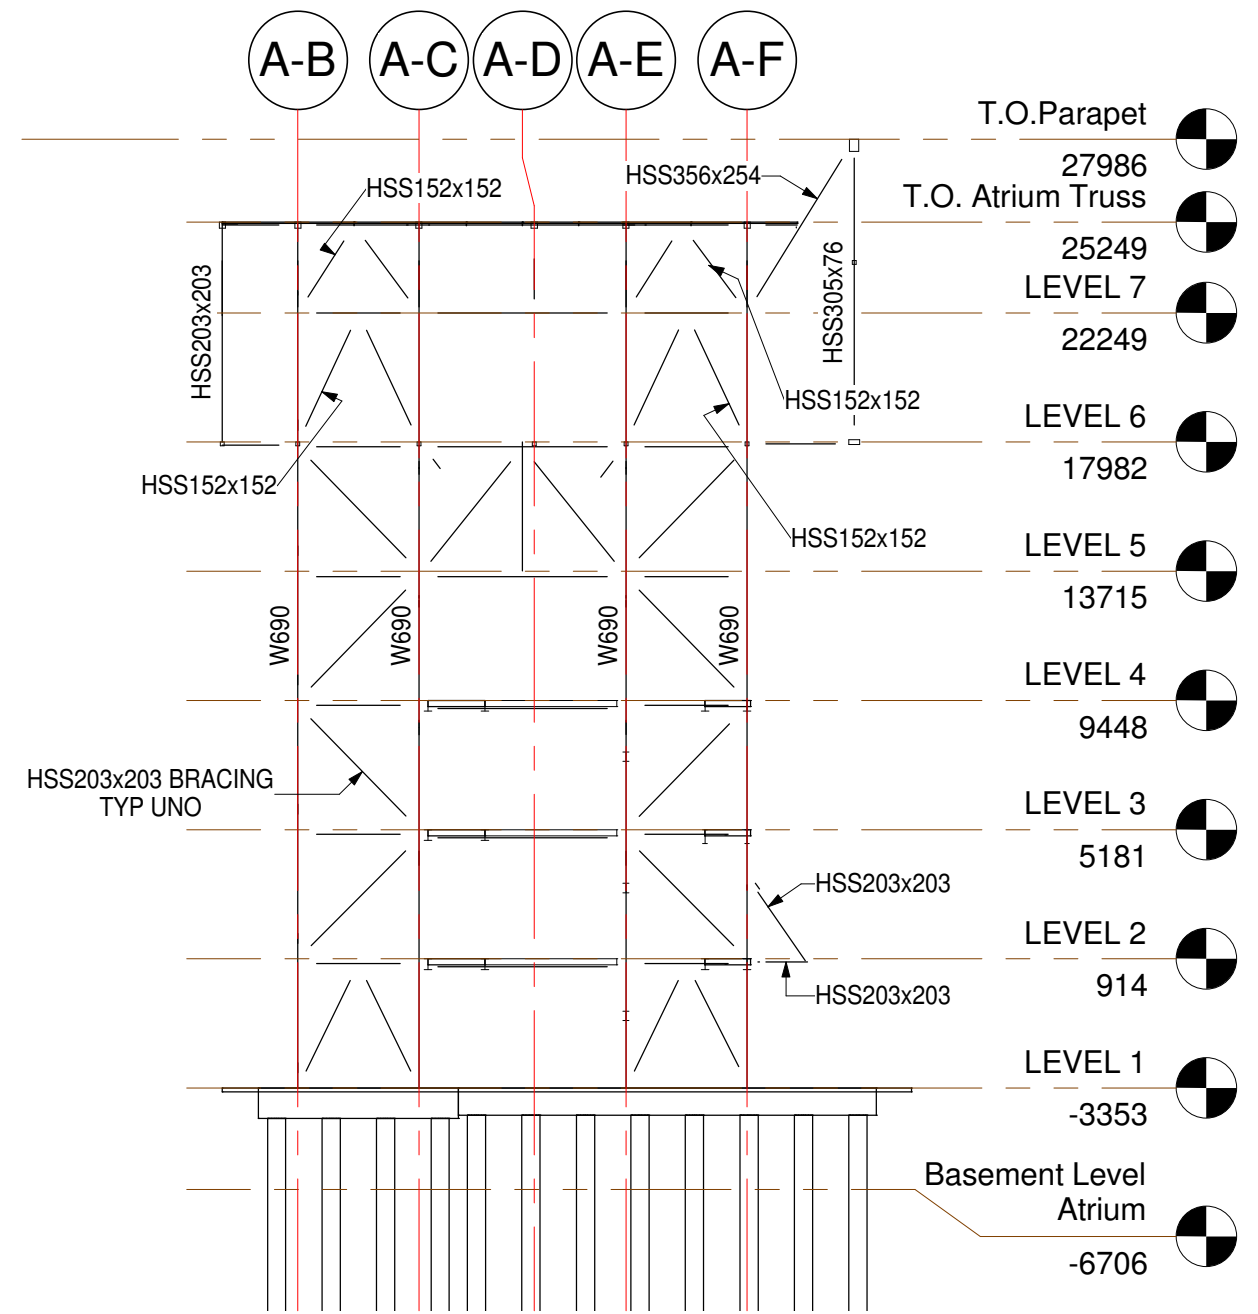 A-B
A-C
A-D
A-E
A-F
T.O.Parapet
27986
T.O. Atrium Truss
25249
LEVEL 7
22249
LEVEL 6
17982
LEVEL 5
13715
LEVEL 4
9448
LEVEL 3
5181
LEVEL 2
914
LEVEL 1
-3353
Basement Level
Atrium
-6706
HSS152x152
HSS356x254
HSS203x203
HSS305x76
HSS152x152
HSS152x152
HSS152x152
W690
W690
W690
W690
HSS203x203 BRACING
TYP UNO
HSS203x203
HSS203x203